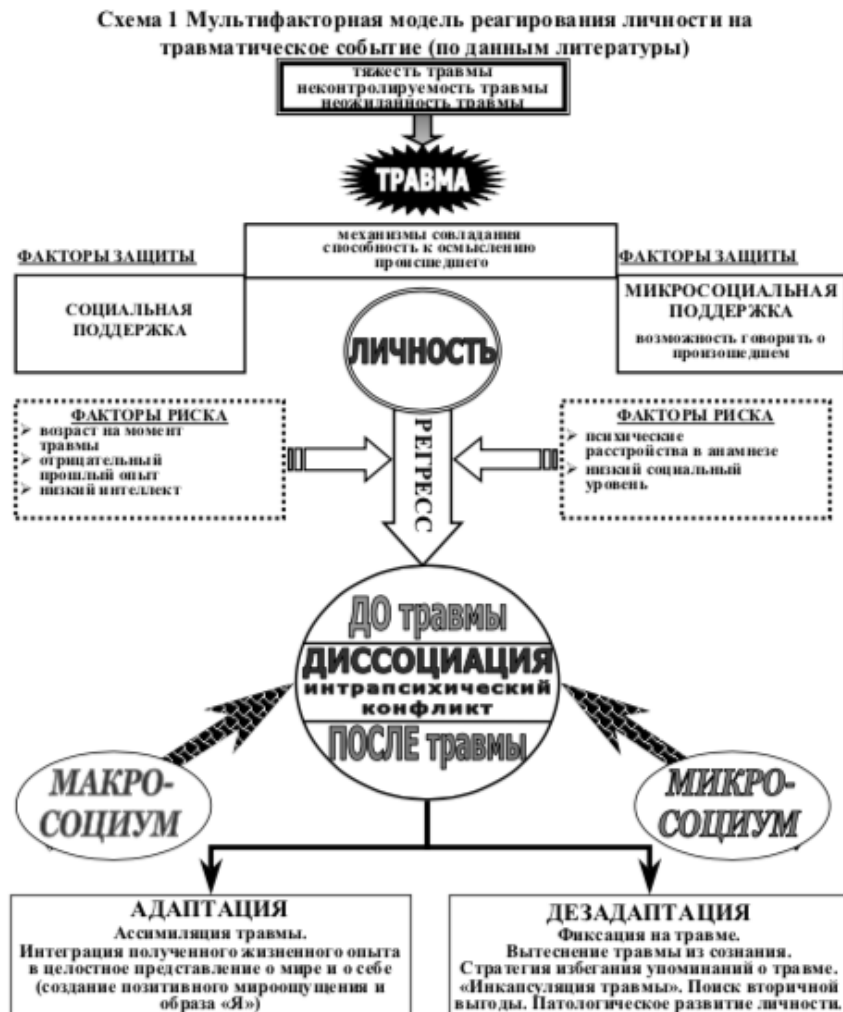 Схема 1 Мультифакторная модель реагирования личности на
травматическое событие (по данным литературы)
тяжесть травмы
неконтролируемость травмы
неожиданность травмы
ТРАВМА
механизмы совладания
способность к осмыслению
происшедшего
ФАКТОРЫ ЗАЩИТЫ
СОЦИАЛЬНАЯ
ПОДДЕРЖКА
ФАКТОРЫ ЗАЩИТЫ
МИКРОСОЦИАЛЬНАЯ
ПОДДЕРЖКА
возможность говорить о
произошедшем
ЛИЧНОСТЬ
ФАКТОРЫ РИСКА
возраст на момент
травмы
отрицательный
прошлый опыт
низкий интеллект
РЕГРЕСС
ФАКТОРЫ РИСКА
психические
расстройства в анамнезе
низкий социальный
уровень
ДО травмы
ДИССОЦИАЦИЯ
интрапсихический
конфликт
ПОСЛЕ травмы
МАКРО-
СОЦИУМ
МИКРО-
СОЦИУМ
АДАПТАЦИЯ
Ассимиляция травмы.
Интеграция полученного жизненного опыта
в целостное представление о мире и о себе
(создание позитивного мироощущения и
образа «Я»)
ДЕЗАДАПТАЦИЯ
Фиксация на травме.
Вытеснение травмы из сознания.
Стратегия избегания упоминаний о травме.
«Инкапсуляция травмы». Поиск вторичной
выгоды. Патологическое развитие личности.